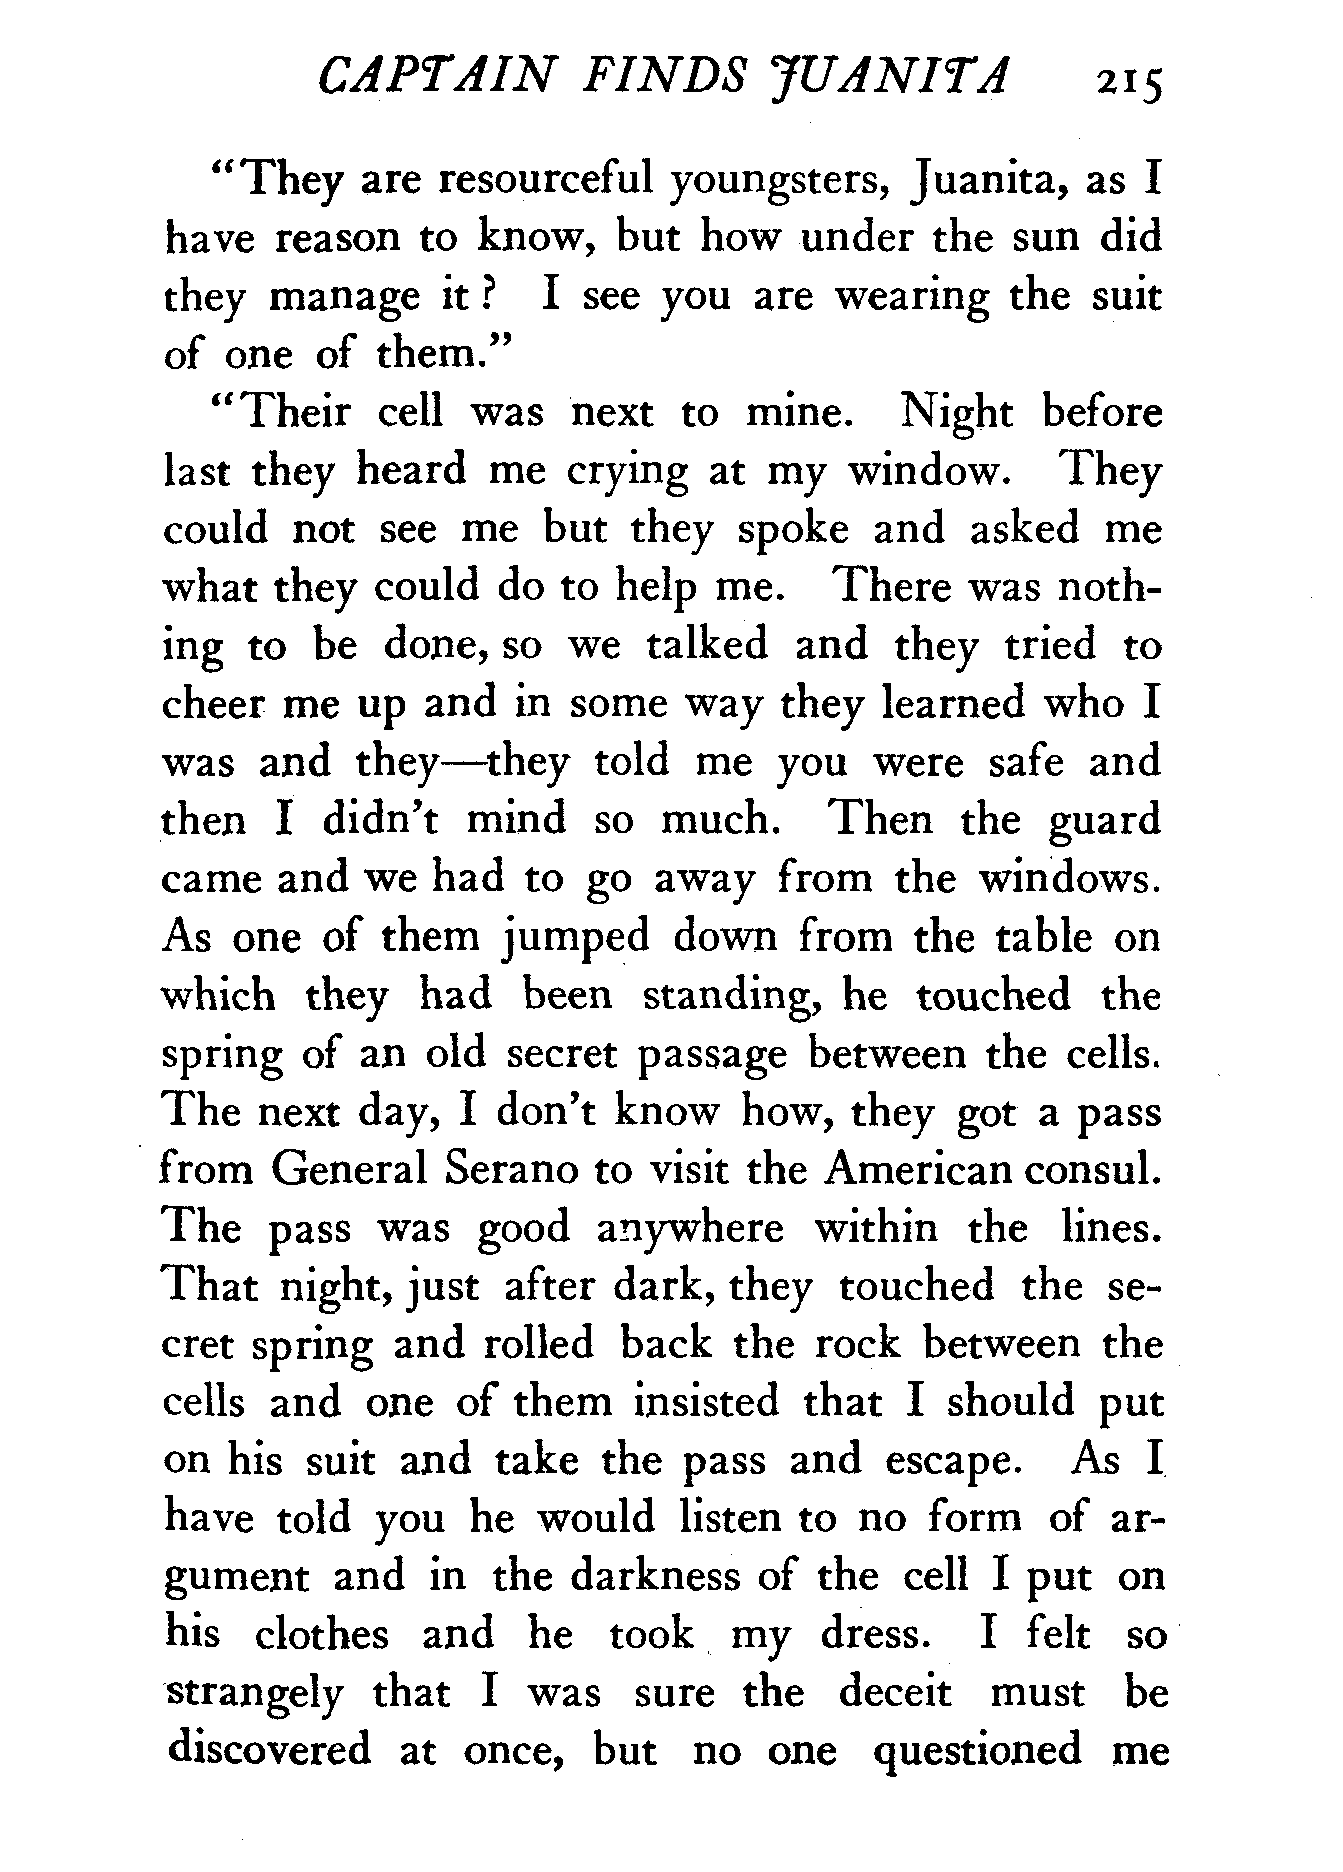 CAPTAIN FINDS JUANITA 215
"They are resourceful youngsters, Juanita, as I
have reason to know, but how under the sun did
they manage it? I see you are wearing the suit
of one of them."
"Their cell was next to mine. Night before
last they heard me crying at my window. They
could not see me but they spoke and asked me
what they could do to help me. There was noth-
ing to be done, so we talked and they tried to
cheer me up and in some way they learned who I
was and they—they told me you were safe and
then I didn't mind so much. Then the guard
came and we had to go away from the windows.
As one of them jumped down from the table on
which they had been standing, he touched the
spring of an old secret passage between the cells.
The next day, I don't know how, they got a pass
from General Serano to visit the American consul.
The pass was good anywhere within the lines.
That night, just after dark, they touched the se-
cret spring and rolled back the rock between the
cells and one of them insisted that I should put
on his suit and take the pass and escape. As I
have told you he would listen to no form of ar-
gument and in the darkness of the cell I put on
his clothes and he took my dress. I felt so
strangely that I was sure the deceit must be
discovered at once, but no one questioned me